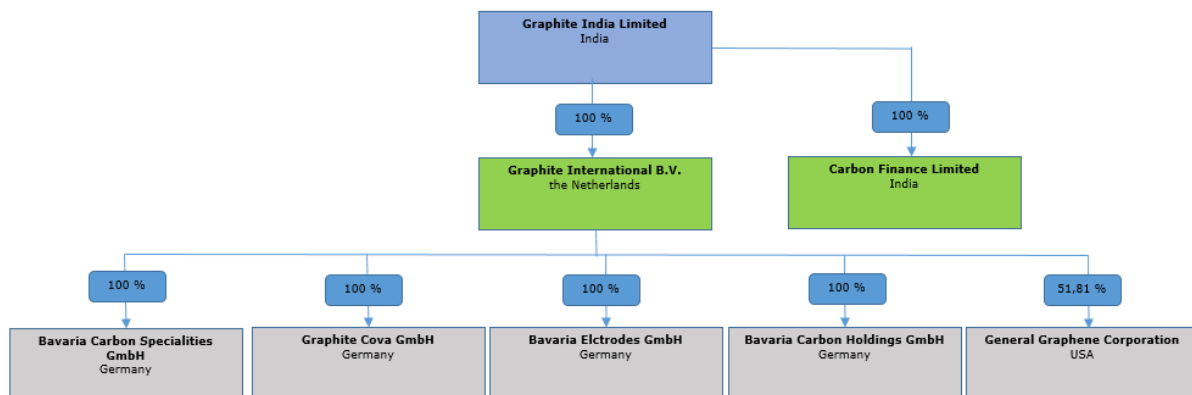 Graphite India Limited
India
100 %
100 %
Graphite International B.V.
the Netherlands
Carbon Finance Limited
India
100 %
100 %
100 %
100 %
51,81 %
Bavaria Carbon Specialities
GmbH
Germany
Graphite Cova GmbH
Germany
Bavaria Elctrodes GmbH
Germany
Bavaria Carbon Holdings GmbH
Germany
General Graphene Corporation
USA